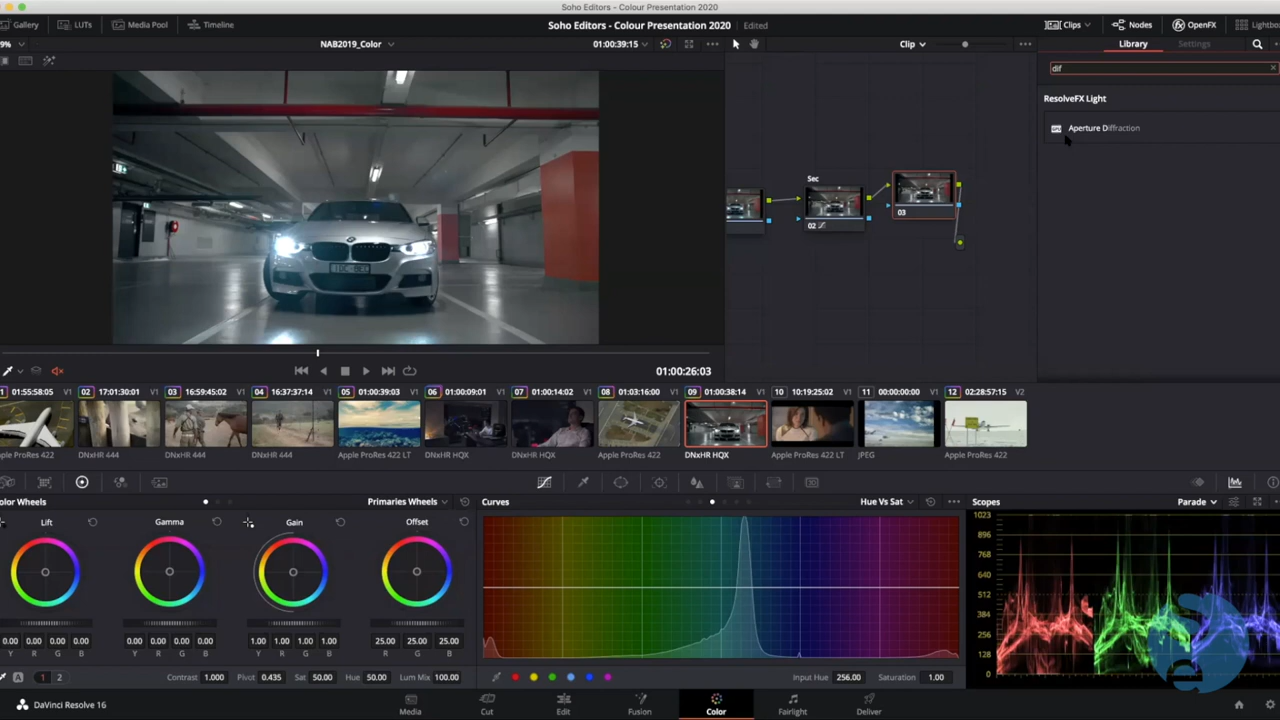 Soho Editors - Colour Presentation 2020
Gallery LUTs Media Pool Timeline Soho Editors - Colour Presentation 2020 Edited Clips Nodes OpenFX Lightbo
9% NAB2019_Color 01:00:39:15 Clip Library Settings
dif
ResolveFX Light
Aperture Diffraction
Sec
02 03
01:00:26:03
1 01:55:58:05 V1 02 17:01:30:01 V1 03 16:59:45:02 V1 04 16:37:37:14 V1 05 01:00:39:03 V1 06 01:00:09:01 V1 07 01:00:14:02 V1 08 01:03:16:00 V1 09 01:00:38:14 V1 10 10:19:25:02 V1 11 00:00:00:00 V1 12 02:28:57:15 V2
pple ProRes 422 DNxHR 444 DNxHR 444 DNxHR 444 Apple ProRes 422 LT DNxHR HQX DNxHR HQX Apple ProRes 422 DNxHR HQX Apple ProRes 422 LT JPEG Apple ProRes 422
olor Wheels Primaries Wheels Curves Hue Vs Sat Scopes Parade
Lift Gamma Gain Offset
1023
896
768
640
512
384
256
128
0
0.00 0.00 0.00 0.00 0.00 0.00 0.00 0.00 1.00 1.00 1.00 1.00 25.00 25.00 25.00
Y R G B Y R G B Y R G B R G B
A 1 2 Contrast 1.000 Pivot 0.435 Sat 50.00 Hue 50.00 Lum Mix 100.00 Input Hue 256.00 Saturation 1.00
DaVinci Resolve 16 Media Cut Edit Fusion Color Fairlight Deliver